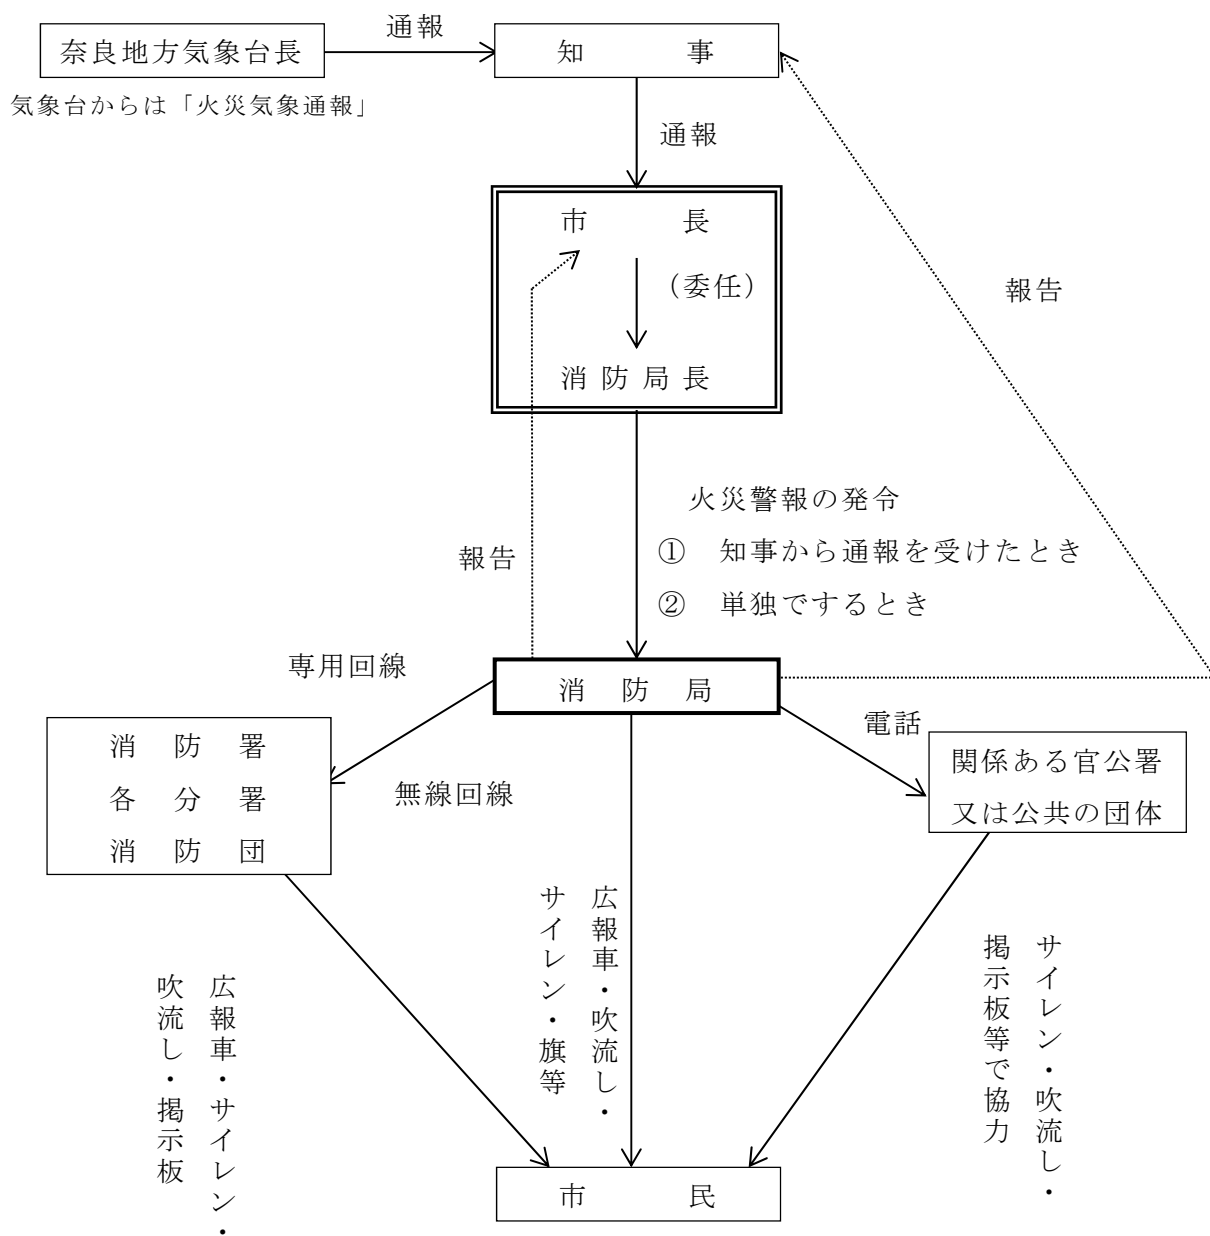 通報
奈良地方気象台長
知 事
気象台からは「火災気象通報」
通報
市 長
（委任）
報告
消防局長
火災警報の発令
報告
① 知事から通報を受けたとき
② 単独でするとき
専用回線
消 防 局
電話
消 防 署
各 分 署
消 防 団
無線回線
関係ある官公署
又は公共の団体
広報車・吹流し・
サイレン・旗等
サイレン・吹流し・
掲示板等で協力
広報車・サイレン・
吹流し・掲示板
市 民